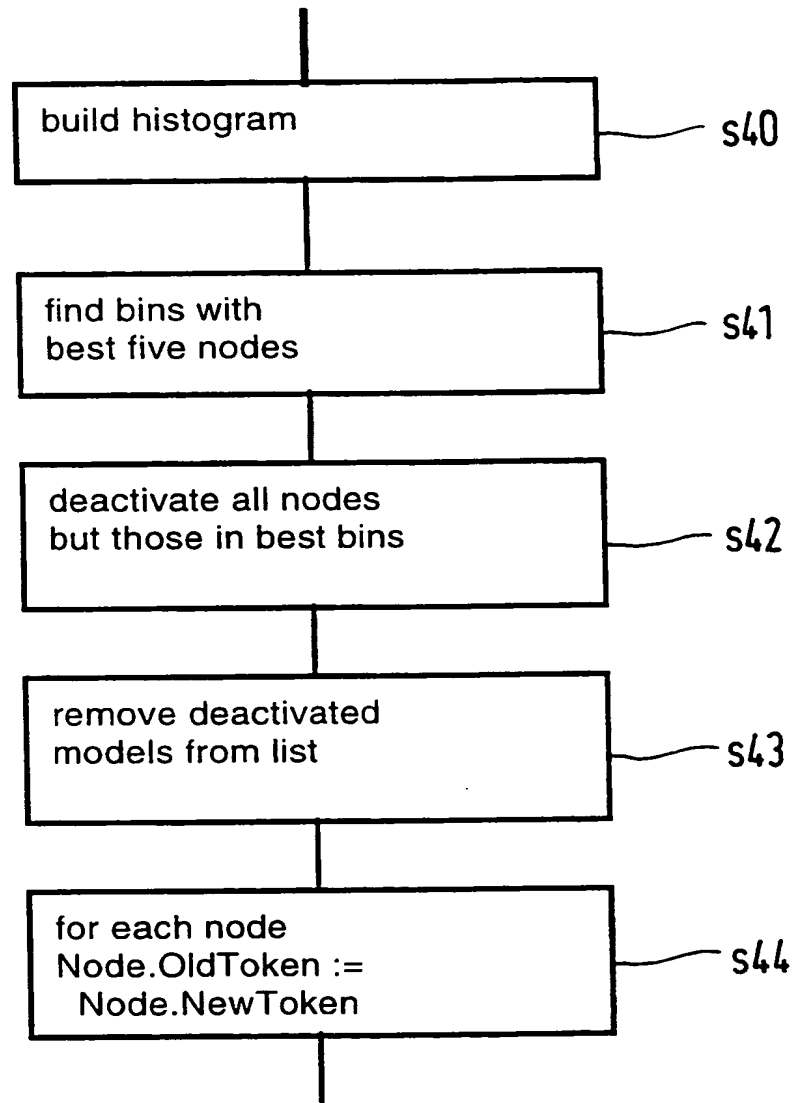 build histogram
s40
find bins with
best five nodes
s41
deactivate all nodes
but those in best bins
s42
remove deactivated
models from list
s43
for each node
Node.OldToken :=
Node.NewToken
s44